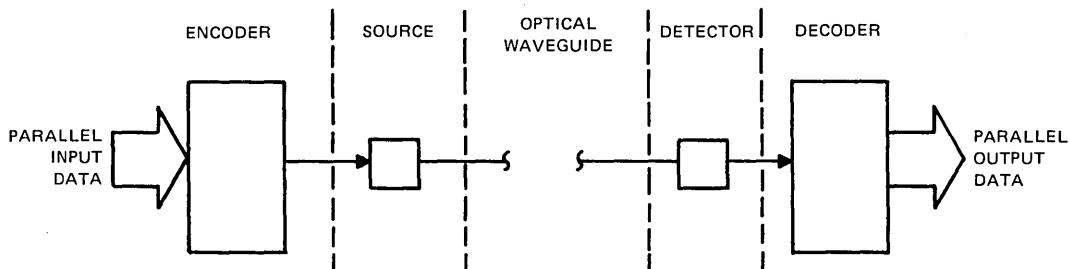 ENCODER
SOURCE
OPTICAL
WAVEGUIDE
DETECTOR
DECODER
PARALLEL
INPUT
DATA
PARALLEL
OUTPUT
DATA